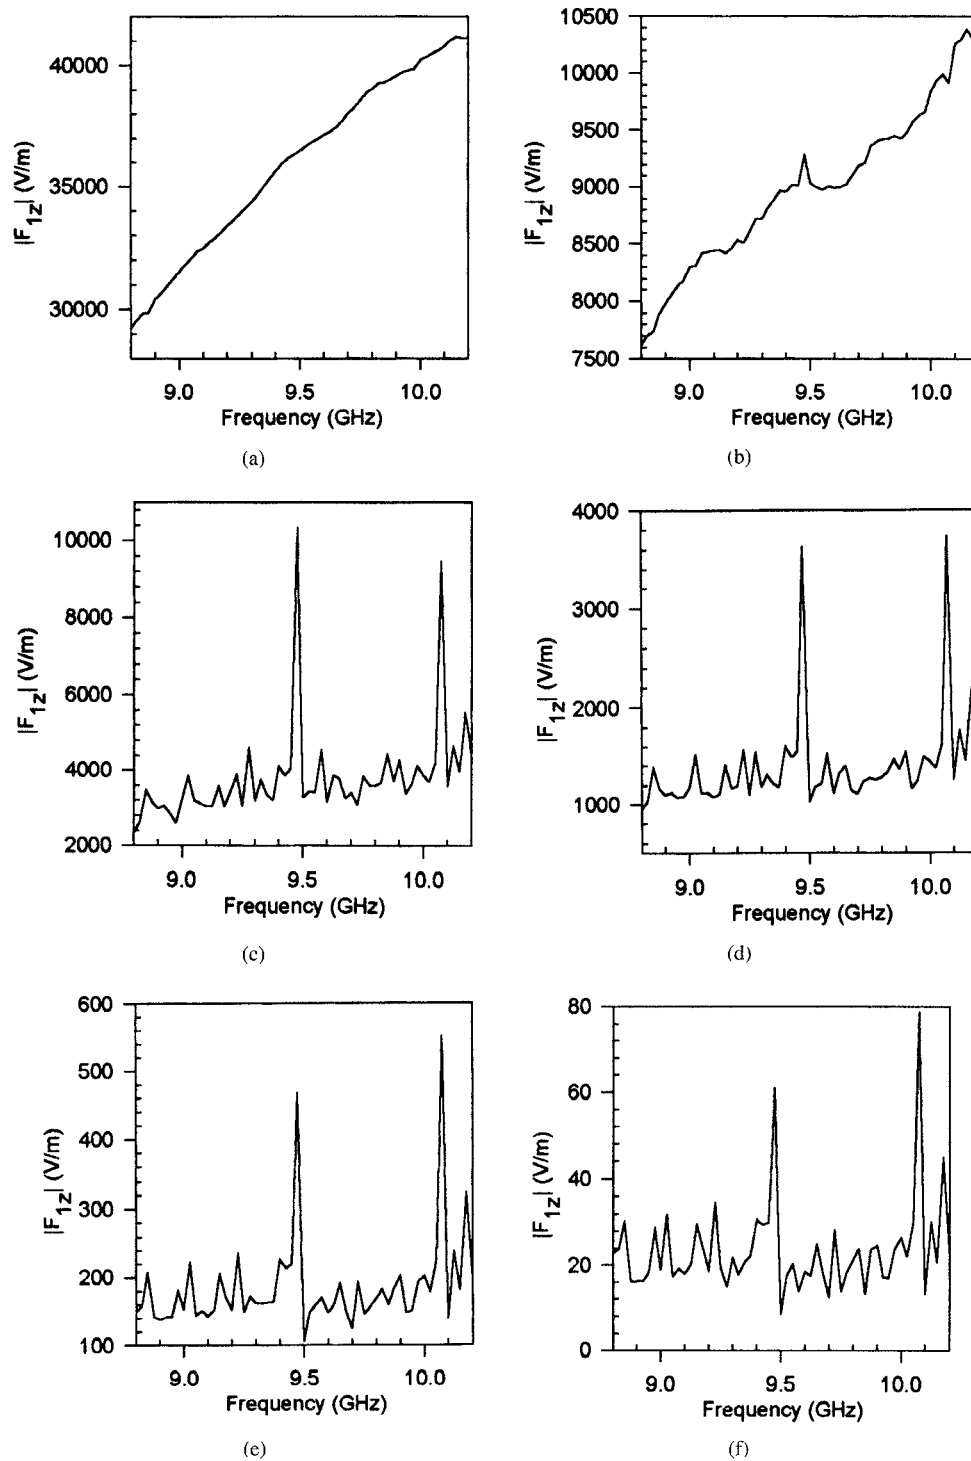 40000
35000
30000
|F1z| (V/m)
9.0 9.5 10.0
Frequency (GHz)
(a)
10500
10000
9500
9000
8500
8000
7500
|F1z| (V/m)
9.0 9.5 10.0
Frequency (GHz)
(b)
10000
8000
6000
4000
2000
|F1z| (V/m)
9.0 9.5 10.0
Frequency (GHz)
(c)
4000
3000
2000
1000
|F1z| (V/m)
9.0 9.5 10.0
Frequency (GHz)
(d)
600
500
400
300
200
100
|F1z| (V/m)
9.0 9.5 10.0
Frequency (GHz)
(e)
80
60
40
20
0
|F1z| (V/m)
9.0 9.5 10.0
Frequency (GHz)
(f)